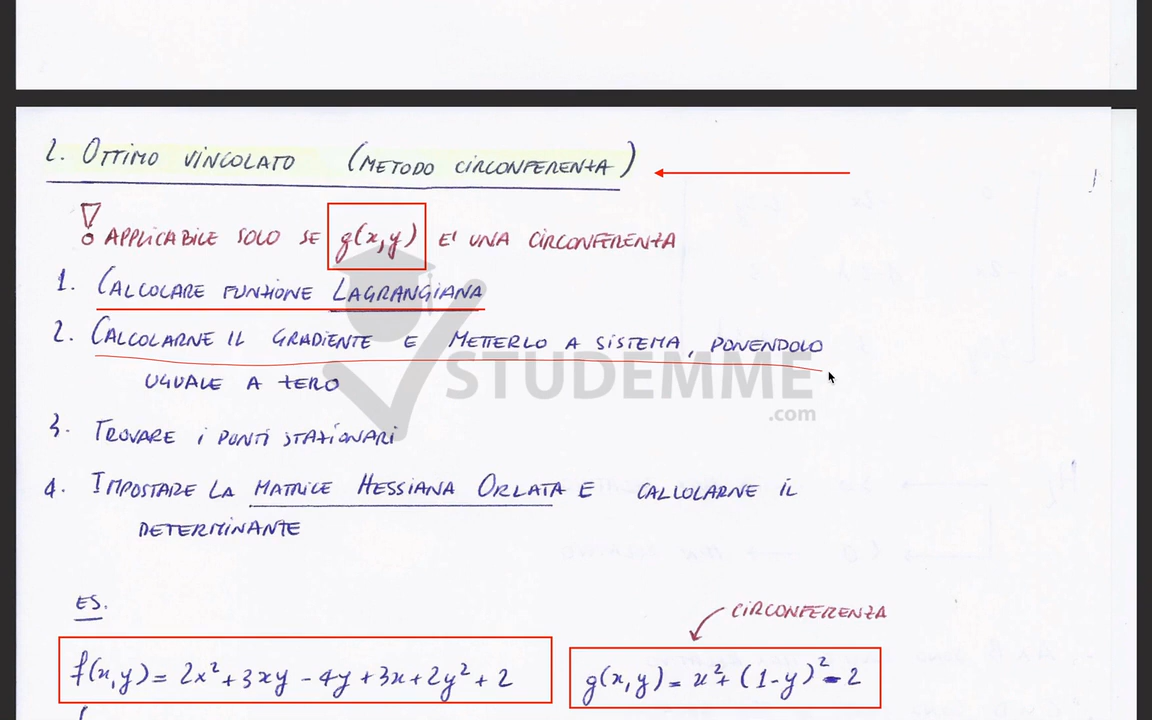 2. OTTIMO VINCOLATO (METODO CIRCONFERENZA)
! APPLICABILE SOLO SE g(x,y) E' UNA CIRCONFERENZA
1. CALCOLARE FUNZIONE LAGRANGIANA
2. CALCOLARNE IL GRADIENTE E METTERLO A SISTEMA, PONENDOLO
UGUALE A ZERO
STUDEMME
.com
3. TROVARE I PUNTI STAZIONARI
4. IMPOSTARE LA MATRICE HESSIANA ORLATA E CALCOLARNE IL
DETERMINANTE
ES.
CIRCONFERENZA
f(x,y) = 2x² + 3xy - 4y + 3x + 2y² + 2
g(x,y) = x² + (1-y)² - 2